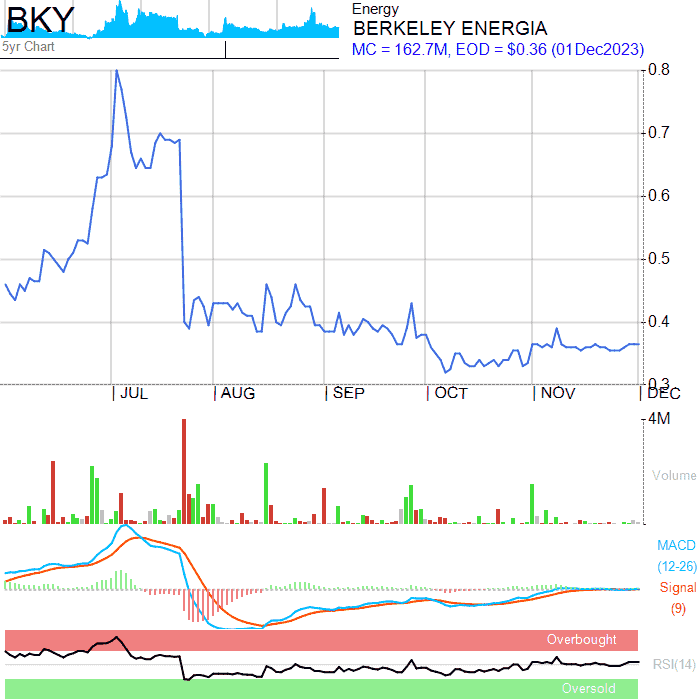 BKY
5yr Chart
Energy
BERKELEY ENERGIA
MC = 162.7M, EOD = $0.36 (01Dec2023)
0.8
0.7
0.6
0.5
0.4
0.3
JUL AUG SEP OCT NOV DEC
4M
Volume
MACD
(12-26)
Signal
(9)
Overbought
RSI(14)
Oversold